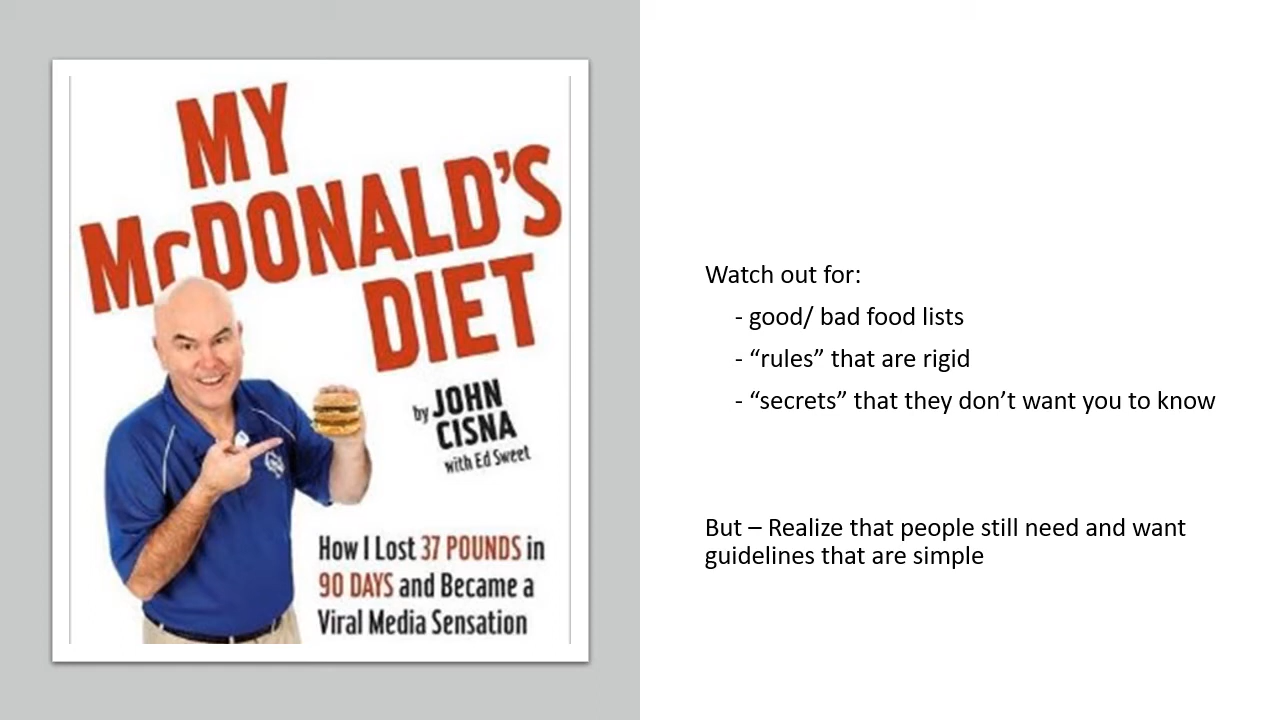 MY
McDONALD'S
DIET
by JOHN
CISNA
with Ed Sweet
How I Lost 37 POUNDS in
90 DAYS and Became a
Viral Media Sensation
Watch out for:
- good/ bad food lists
- “rules” that are rigid
- “secrets” that they don’t want you to know
But – Realize that people still need and want
guidelines that are simple